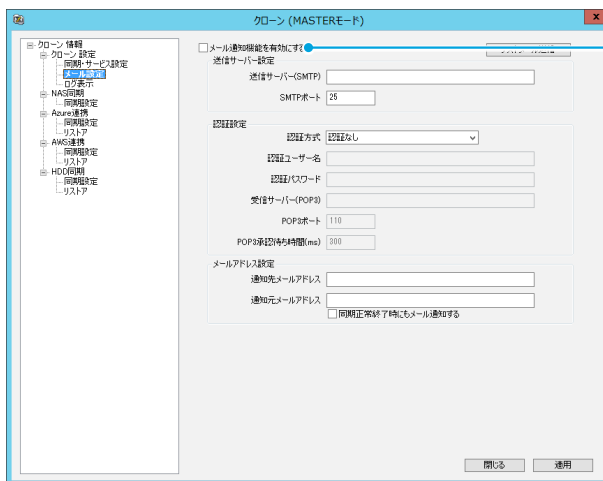 クローン (MASTERモード)
x
クローン 情報
クローン 設定
同期・サービス設定
メール設定
ログ表示
NAS同期
同期設定
Azure連携
同期設定
リストア
AWS連携
同期設定
リストア
HDD同期
同期設定
リストア
メール通知機能を有効にする
送信サーバー設定
送信サーバー(SMTP)
SMTPポート 25
認証設定
認証方式 認証なし
認証ユーザー名
認証パスワード
受信サーバー(POP3)
POP3ポート 110
POP3承認待ち時間(ms) 300
メールアドレス設定
通知先メールアドレス
通知元メールアドレス
同期正常終了時にもメール通知する
閉じる 適用